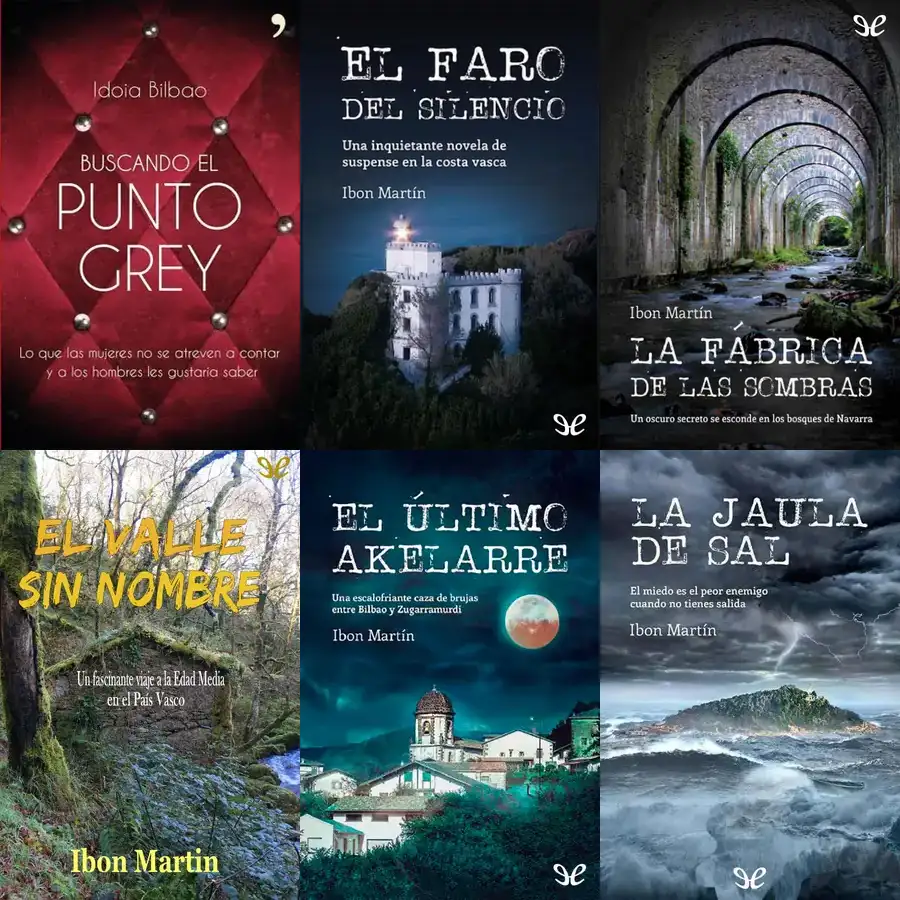 Idoia Bilbao
BUSCANDO EL
PUNTO
GREY
Lo que las mujeres no se atreven a contar
y a los hombres les gustaría saber
EL FARO
DEL SILENCIO
Una inquietante novela de
suspense en la costa vasca
Ibon Martín
Ibon Martín
LA FÁBRICA
DE LAS SOMBRAS
Un oscuro secreto se esconde en los bosques de Navarra
EL VALLE
SIN NOMBRE
Un fascinante viaje a la Edad Media
en el País Vasco
Ibon Martin
EL ÚLTIMO
AKELARRE
Una escalofriante caza de brujas
entre Bilbao y Zugarramurdi
Ibon Martín
LA JAULA
DE SAL
El miedo es el peor enemigo
cuando no tienes salida
Ibon Martín